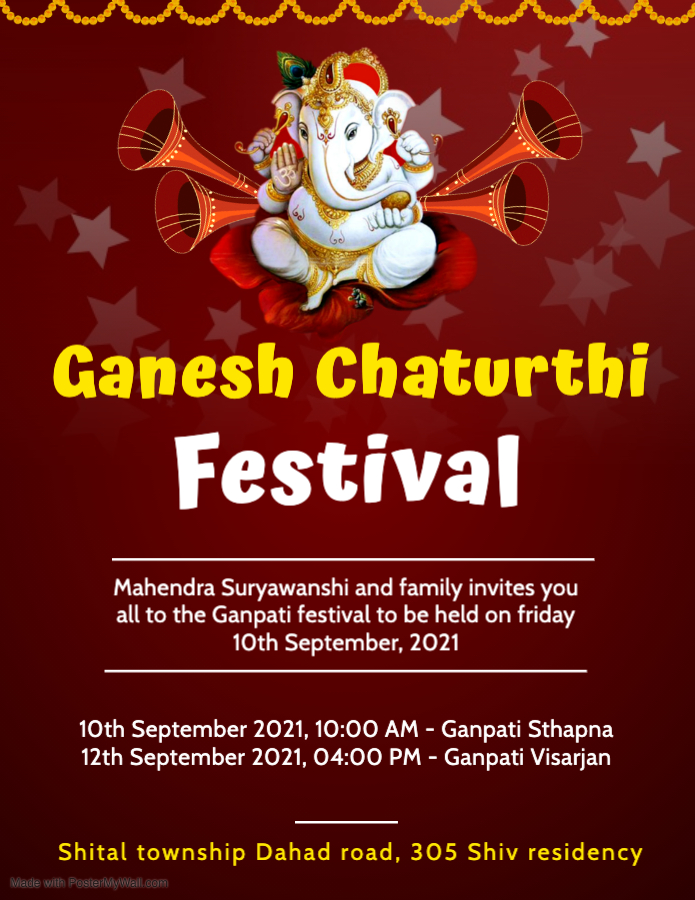 Ganesh Chaturthi
Festival
Mahendra Suryawanshi and family invites you
all to the Ganpati festival to be held on friday
10th September, 2021
10th September 2021, 10:00 AM - Ganpati Sthapna
12th September 2021, 04:00 PM - Ganpati Visarjan
Shital township Dahad road, 305 Shiv residency
Made with PosterMyWall.com